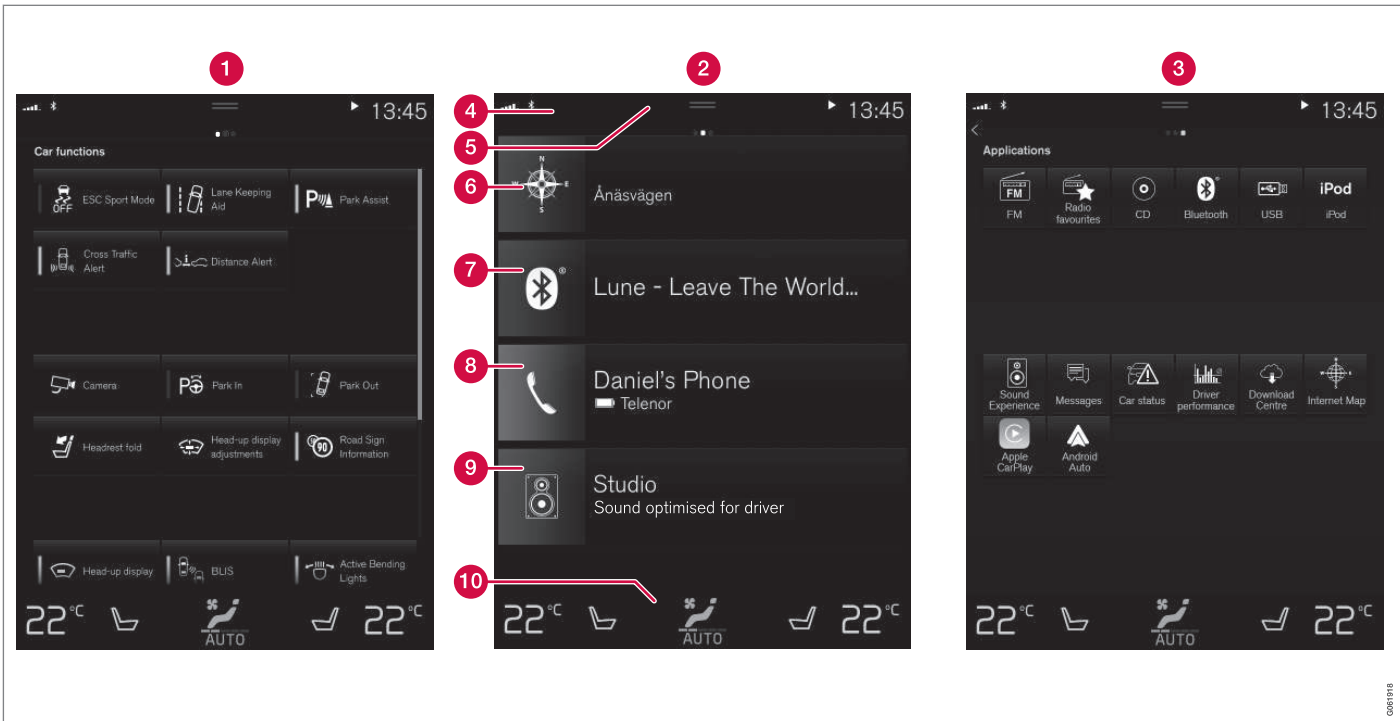 1
2
3
13:45
Car functions
ESC Sport Mode
OFF
Lane Keeping
Aid
Park Assist
P
Cross Traffic
Alert
Distance Alert
Camera
P
Park In
Park Out
Headrest fold
Head-up display
adjustments
90
Road Sign
Information
Head-up display
BLIS
Active Bending
Lights
22°C
AUTO
22°C
4
13:45
5
6
N
W
E
S
Ånäsvägen
7
®
Lune - Leave The World...
8
Daniel's Phone
Telenor
9
Studio
Sound optimised for driver
10
22°C
AUTO
22°C
13:45
Applications
FM
FM
Radio
favourites
CD
Bluetooth
USB
iPod
iPod
Sound
Experience
Messages
Car status
Driver
performance
Download
Centre
Internet Map
Apple
CarPlay
Android
Auto
22°C
AUTO
22°C
G061918